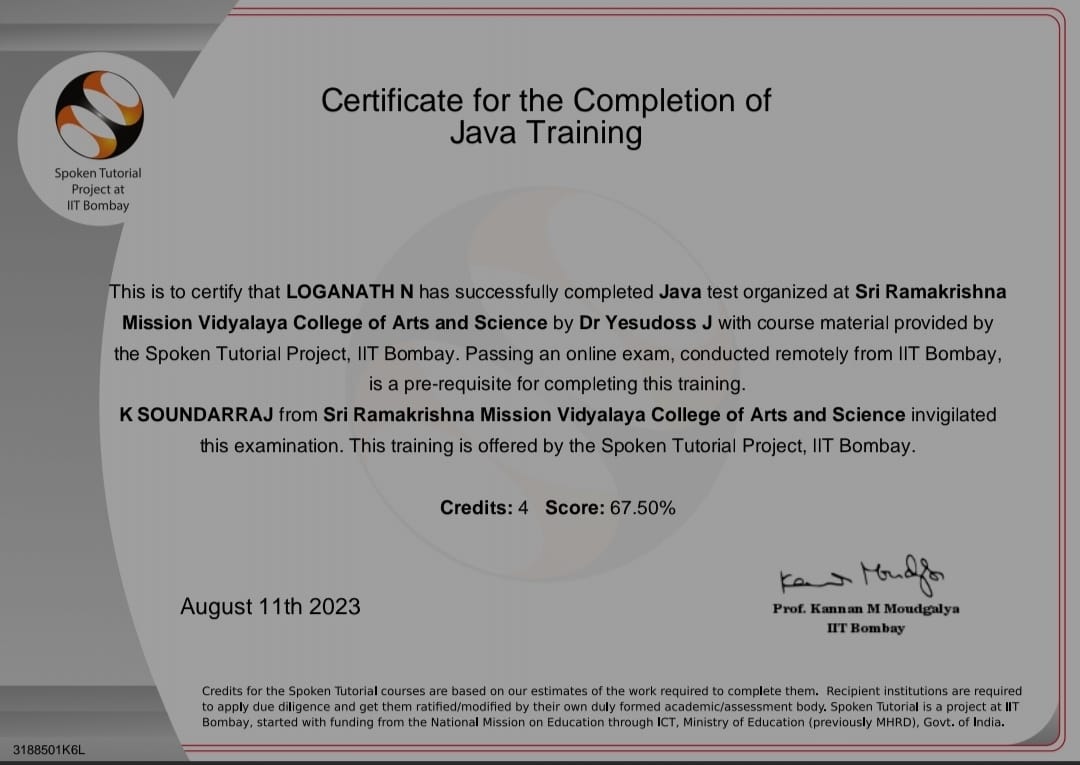 Spoken Tutorial
Project at
IIT Bombay
Certificate for the Completion of
Java Training
This is to certify that LOGANATH N has successfully completed Java test organized at Sri Ramakrishna
Mission Vidyalaya College of Arts and Science by Dr Yesudoss J with course material provided by
the Spoken Tutorial Project, IIT Bombay. Passing an online exam, conducted remotely from IIT Bombay,
is a pre-requisite for completing this training.
K SOUNDARRAJ from Sri Ramakrishna Mission Vidyalaya College of Arts and Science invigilated
this examination. This training is offered by the Spoken Tutorial Project, IIT Bombay.
Credits: 4 Score: 67.50%
August 11th 2023
Kannan Moudgalya
Prof. Kannan M Moudgalya
IIT Bombay
Credits for the Spoken Tutorial courses are based on our estimates of the work required to complete them. Recipient institutions are required
to apply due diligence and get them ratified/modified by their own duly formed academic/assessment body. Spoken Tutorial is a project at IIT
Bombay, started with funding from the National Mission on Education through ICT, Ministry of Education (previously MHRD), Govt. of India.
3188501K6L